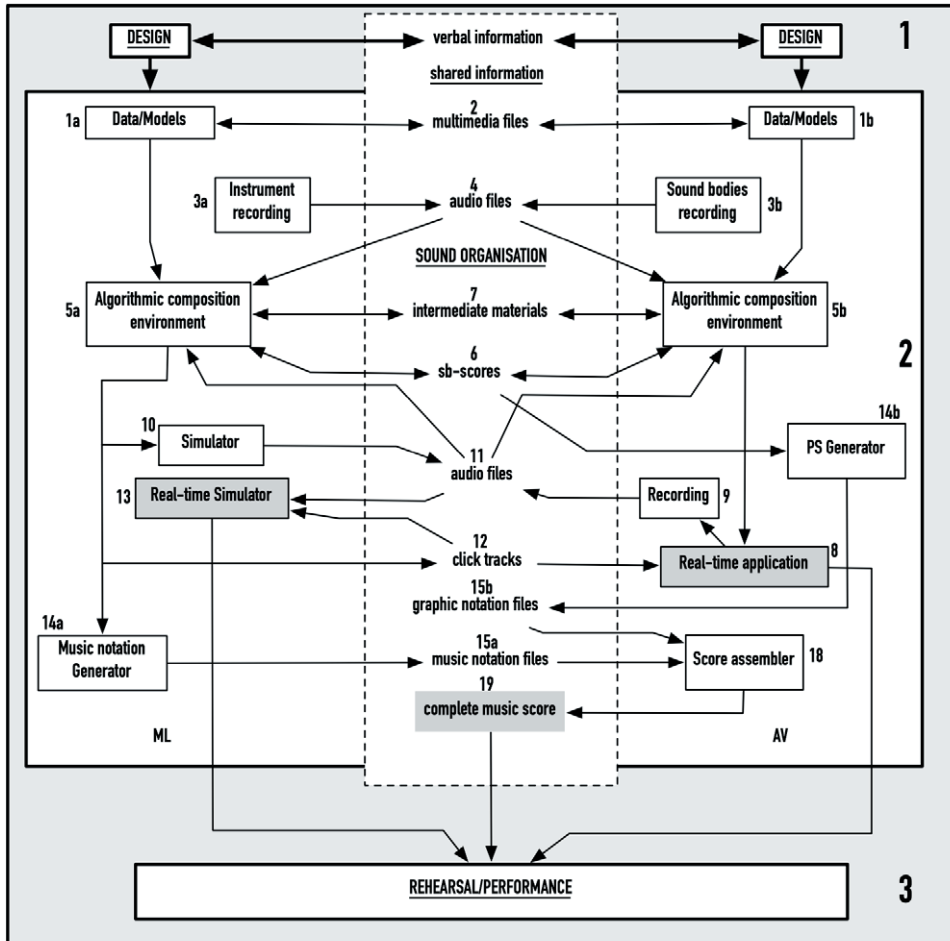 DESIGN
verbal information
DESIGN
1
shared information
1a
Data/Models
2
multimedia files
Data/Models
1b
3a
Instrument
recording
4
audio files
Sound bodies
recording
3b
SOUND ORGANISATION
5a
Algorithmic composition
environment
7
intermediate materials
Algorithmic composition
environment
5b
2
6
sb-scores
10
Simulator
11
audio files
14b
PS Generator
13
Real-time Simulator
Recording
9
12
click tracks
Real-time application
8
15b
graphic notation files
14a
Music notation
Generator
15a
music notation files
Score assembler
18
19
complete music score
ML
AV
REHEARSAL/PERFORMANCE
3